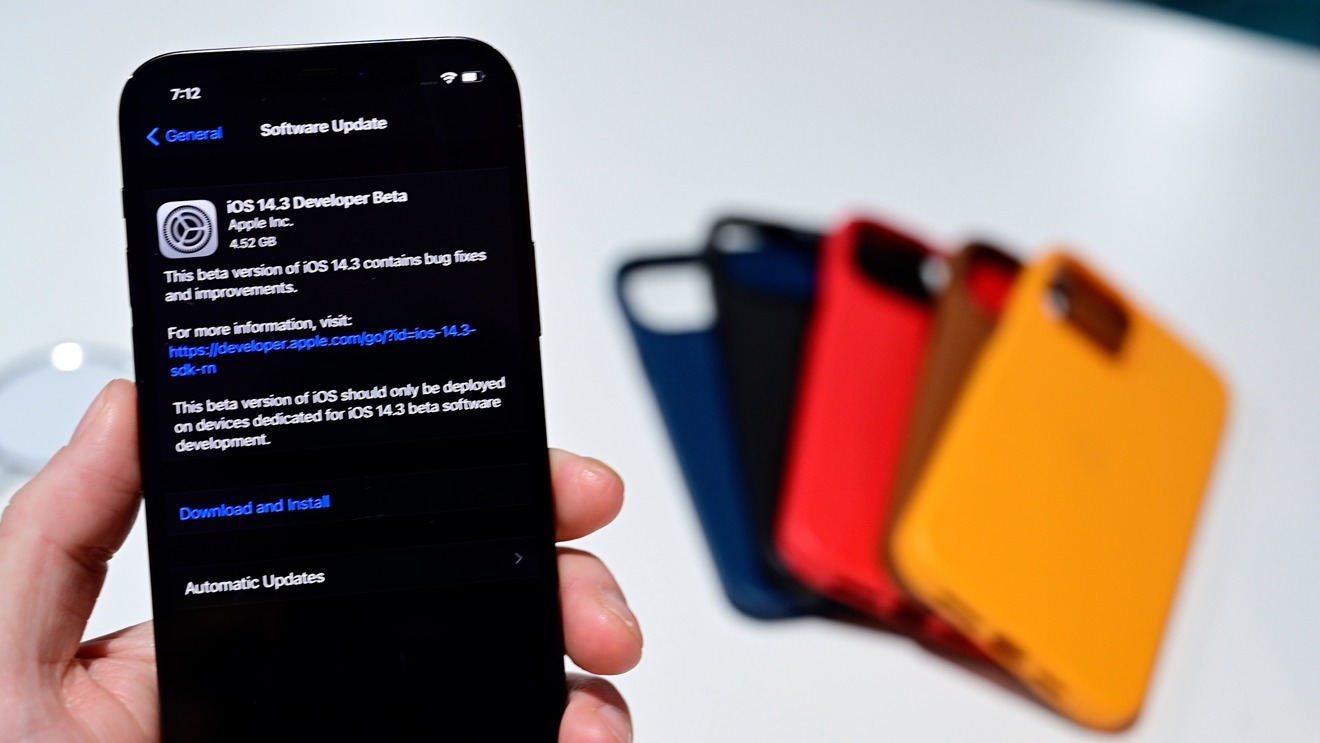 7:12
General
Software Update
iOS 14.3 Developer Beta
Apple Inc.
4.52 GB
This beta version of iOS 14.3 contains bug fixes
and improvements.
For more information, visit:
https://developer.apple.com/go/?id=ios-14.3-
sdk-rn
This beta version of iOS should only be deployed
on devices dedicated for iOS 14.3 beta software
development.
Download and Install
Automatic Updates